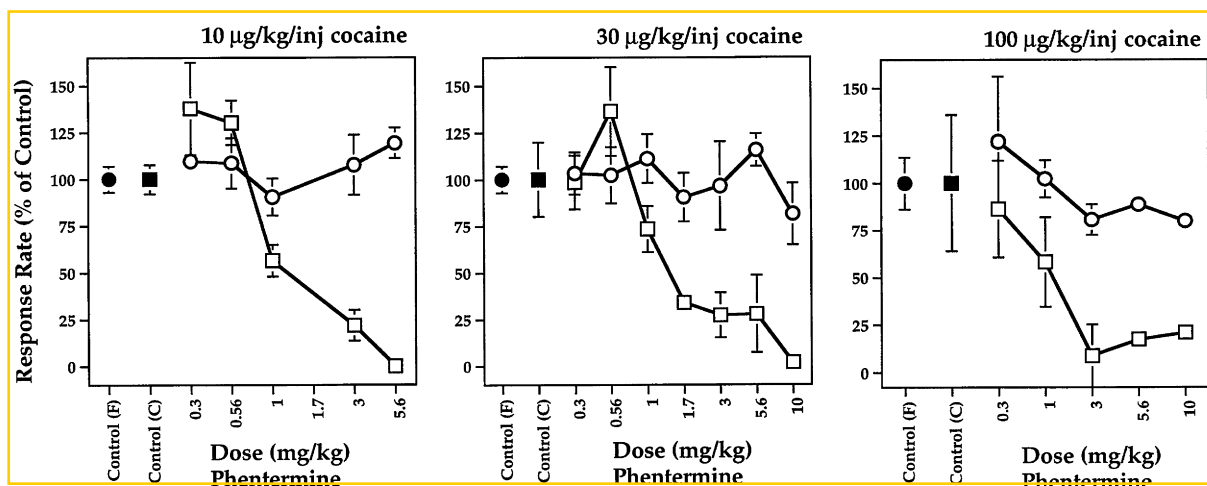 10 µg/kg/inj cocaine
30 µg/kg/inj cocaine
100 µg/kg/inj cocaine
Response Rate (% of Control)
150
125
100
75
50
25
0
150
125
100
75
50
25
0
150
125
100
75
50
25
0
Control (F)
Control (C)
0.3
0.56
1
1.7
3
5.6
Control (F)
Control (C)
0.3
0.56
1
1.7
3
5.6
10
Control (F)
Control (C)
0.3
1
3
5.6
10
Dose (mg/kg)
Phentermine
Dose (mg/kg)
Phentermine
Dose (mg/kg)
Phentermine